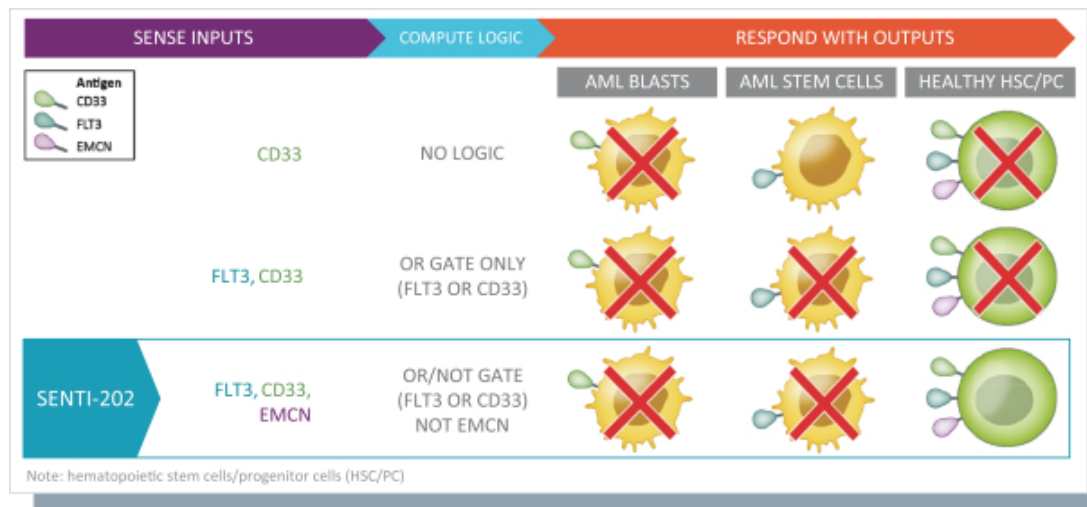 SENSE INPUTS
COMPUTE LOGIC
RESPOND WITH OUTPUTS
Antigen
CD33
FLT3
EMCN
AML BLASTS
AML STEM CELLS
HEALTHY HSC/PC
CD33
NO LOGIC
FLT3, CD33
OR GATE ONLY
(FLT3 OR CD33)
SENTI-202
FLT3, CD33,
EMCN
OR/NOT GATE
(FLT3 OR CD33)
NOT EMCN
Note: hematopoietic stem cells/progenitor cells (HSC/PC)